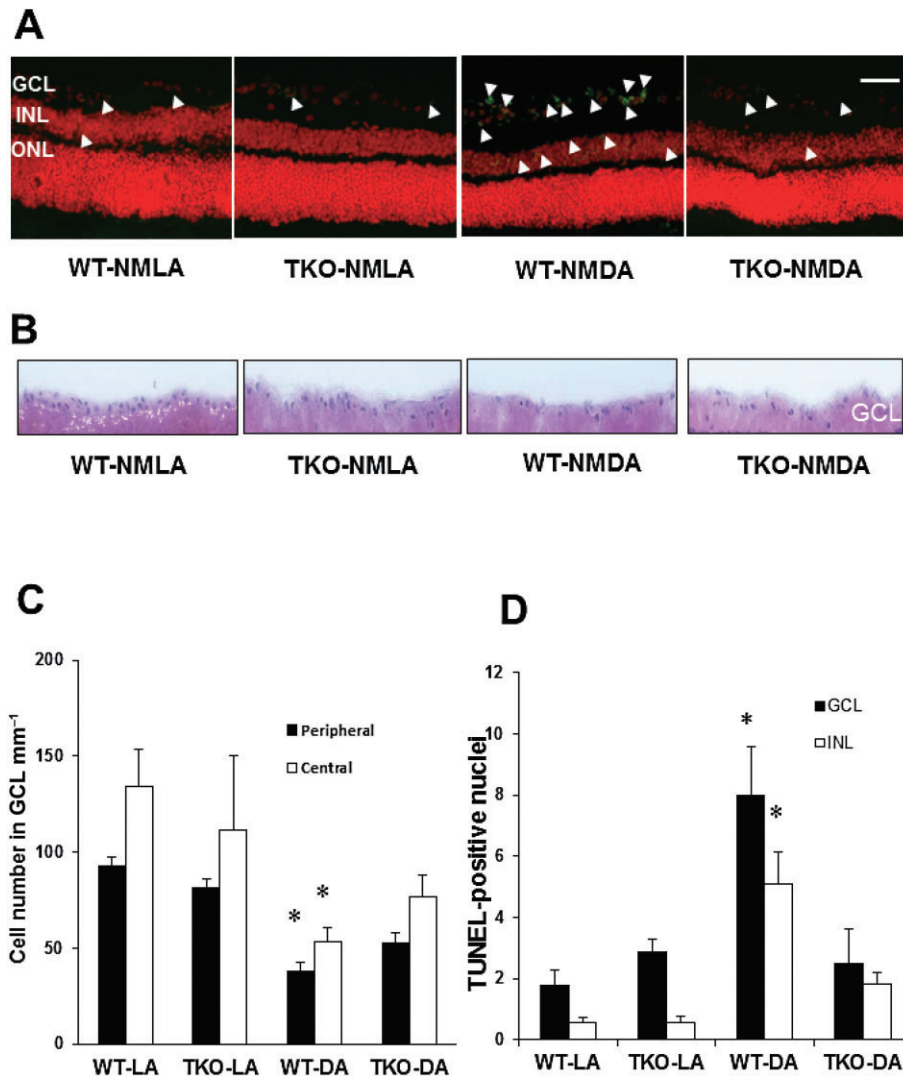 A
GCL
INL
ONL
WT-NMLA TKO-NMLA WT-NMDA TKO-NMDA
B
GCL
WT-NMLA TKO-NMLA WT-NMDA TKO-NMDA
C
Cell number in GCL mm⁻¹
200
150
100
50
0
Peripheral
Central
* *
WT-LA TKO-LA WT-DA TKO-DA
D
TUNEL-positive nuclei
12
10
8
6
4
2
0
GCL
INL
* *
WT-LA TKO-LA WT-DA TKO-DA